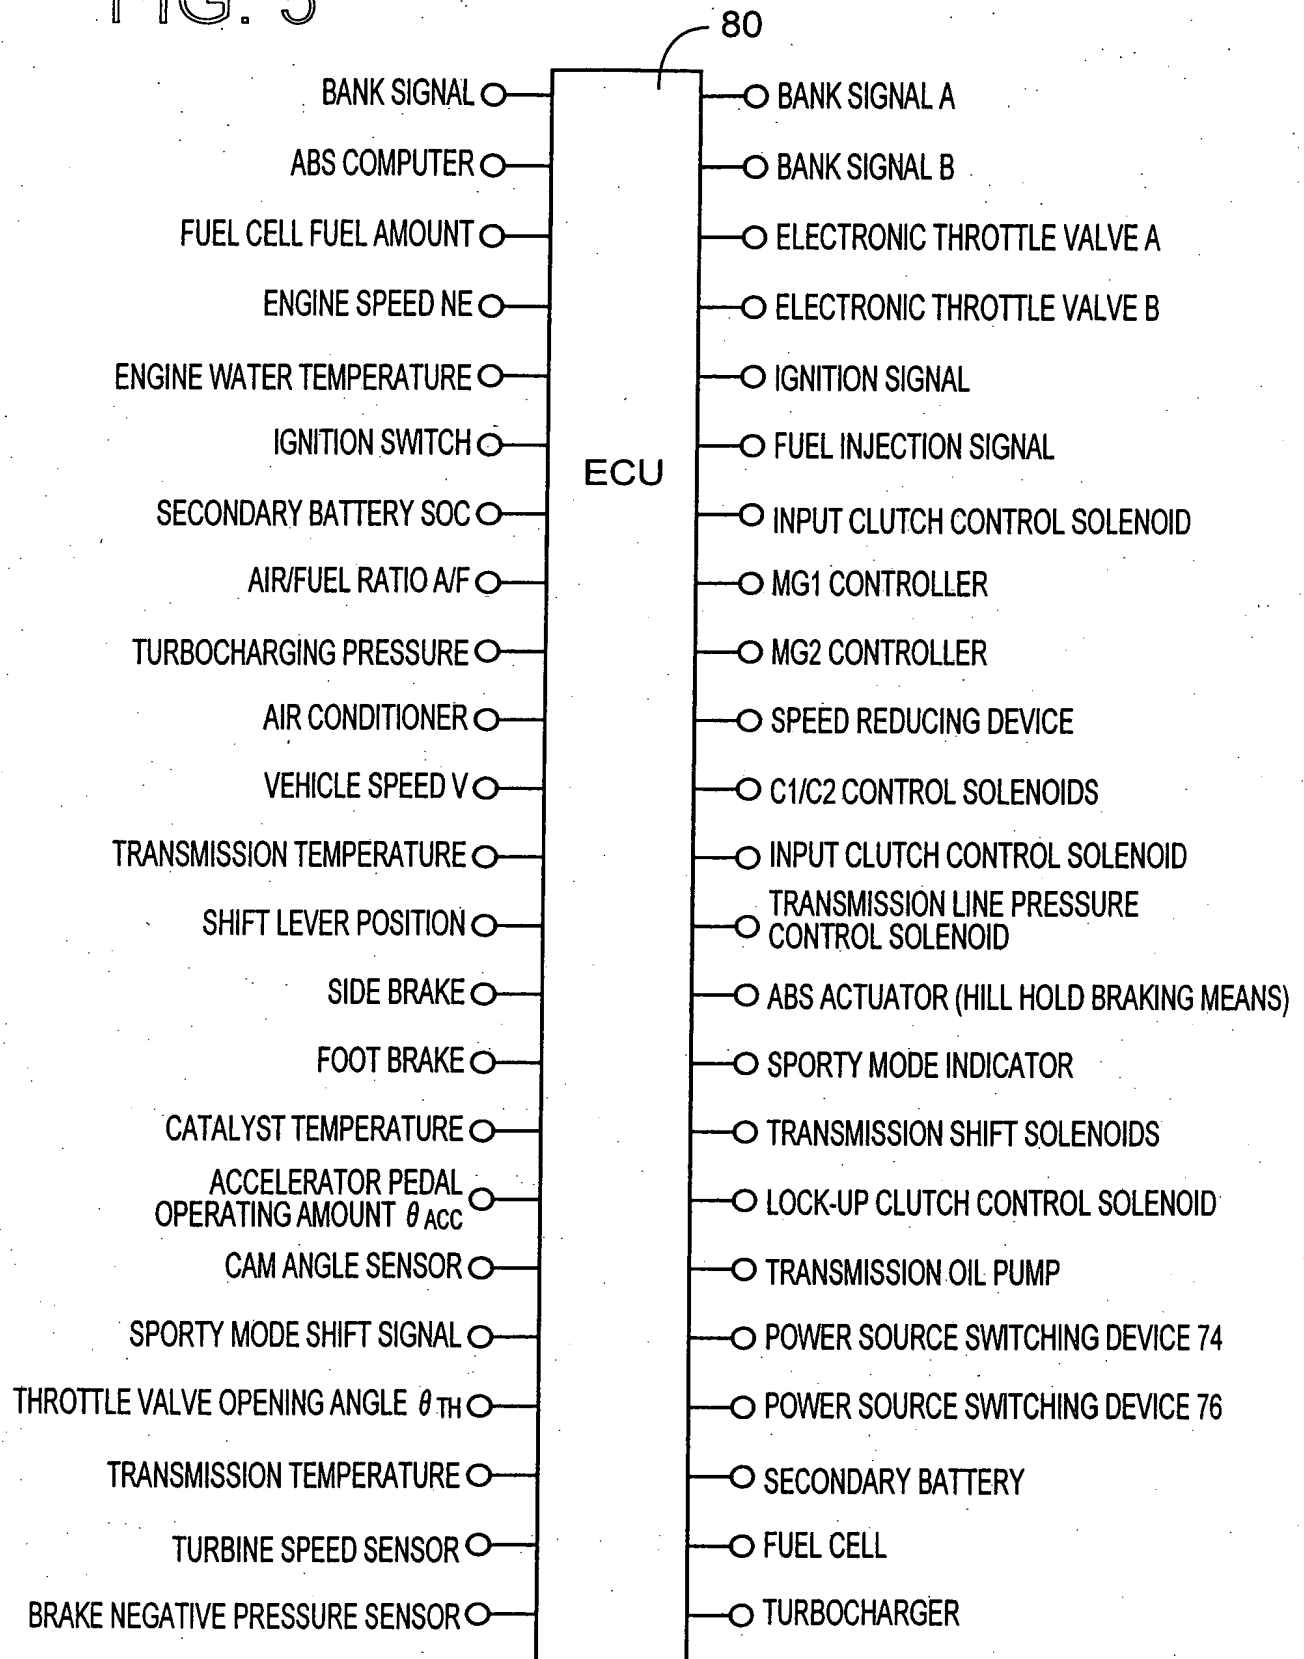 FIG. 5
80
BANK SIGNAL
ABS COMPUTER
FUEL CELL FUEL AMOUNT
ENGINE SPEED NE
ENGINE WATER TEMPERATURE
IGNITION SWITCH
SECONDARY BATTERY SOC
AIR/FUEL RATIO A/F
TURBOCHARGING PRESSURE
AIR CONDITIONER
VEHICLE SPEED V
TRANSMISSION TEMPERATURE
SHIFT LEVER POSITION
SIDE BRAKE
FOOT BRAKE
CATALYST TEMPERATURE
ACCELERATOR PEDAL
OPERATING AMOUNT θ ACC
CAM ANGLE SENSOR
SPORTY MODE SHIFT SIGNAL
THROTTLE VALVE OPENING ANGLE θ TH
TRANSMISSION TEMPERATURE
TURBINE SPEED SENSOR
BRAKE NEGATIVE PRESSURE SENSOR
ECU
BANK SIGNAL A
BANK SIGNAL B
ELECTRONIC THROTTLE VALVE A
ELECTRONIC THROTTLE VALVE B
IGNITION SIGNAL
FUEL INJECTION SIGNAL
INPUT CLUTCH CONTROL SOLENOID
MG1 CONTROLLER
MG2 CONTROLLER
SPEED REDUCING DEVICE
C1/C2 CONTROL SOLENOIDS
INPUT CLUTCH CONTROL SOLENOID
TRANSMISSION LINE PRESSURE
CONTROL SOLENOID
ABS ACTUATOR (HILL HOLD BRAKING MEANS)
SPORTY MODE INDICATOR
TRANSMISSION SHIFT SOLENOIDS
LOCK-UP CLUTCH CONTROL SOLENOID
TRANSMISSION OIL PUMP
POWER SOURCE SWITCHING DEVICE 74
POWER SOURCE SWITCHING DEVICE 76
SECONDARY BATTERY
FUEL CELL
TURBOCHARGER